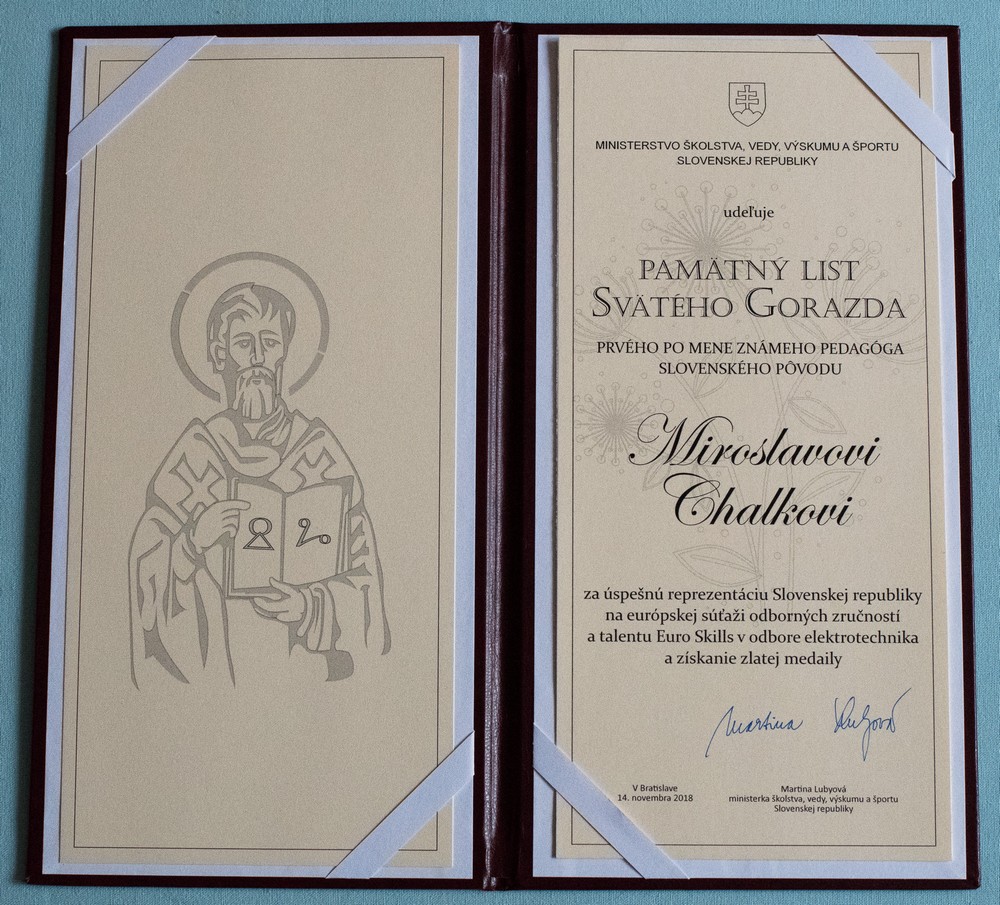 MINISTERSTVO ŠKOLSTVA, VEDY, VÝSKUMU A ŠPORTU
SLOVENSKEJ REPUBLIKY
udeľuje
PAMÄTNÝ LIST
SVÄTÉHO GORAZDA
PRVÉHO PO MENE ZNÁMEHO PEDAGÓGA
SLOVENSKÉHO PÔVODU
Miroslavovi
Chalkovi
za úspešnú reprezentáciu Slovenskej republiky
na európskej súťaži odborných zručností
a talentu Euro Skills v odbore elektrotechnika
a získanie zlatej medaily
Martina Lubyová
V Bratislave
14. novembra 2018
Martina Lubyová
ministerka školstva, vedy, výskumu a športu
Slovenskej republiky